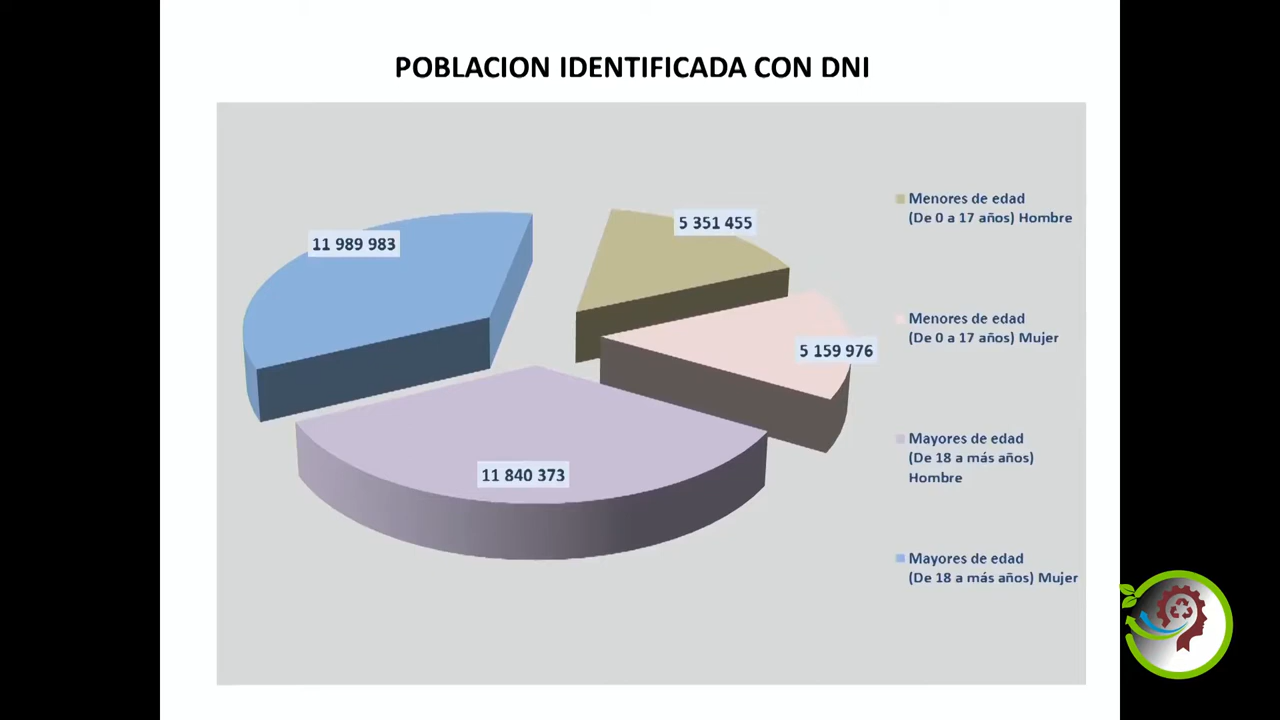 POBLACION IDENTIFICADA CON DNI
11 989 983
5 351 455
5 159 976
11 840 373
Menores de edad
(De 0 a 17 años) Hombre
Menores de edad
(De 0 a 17 años) Mujer
Mayores de edad
(De 18 a más años)
Hombre
Mayores de edad
(De 18 a más años) Mujer